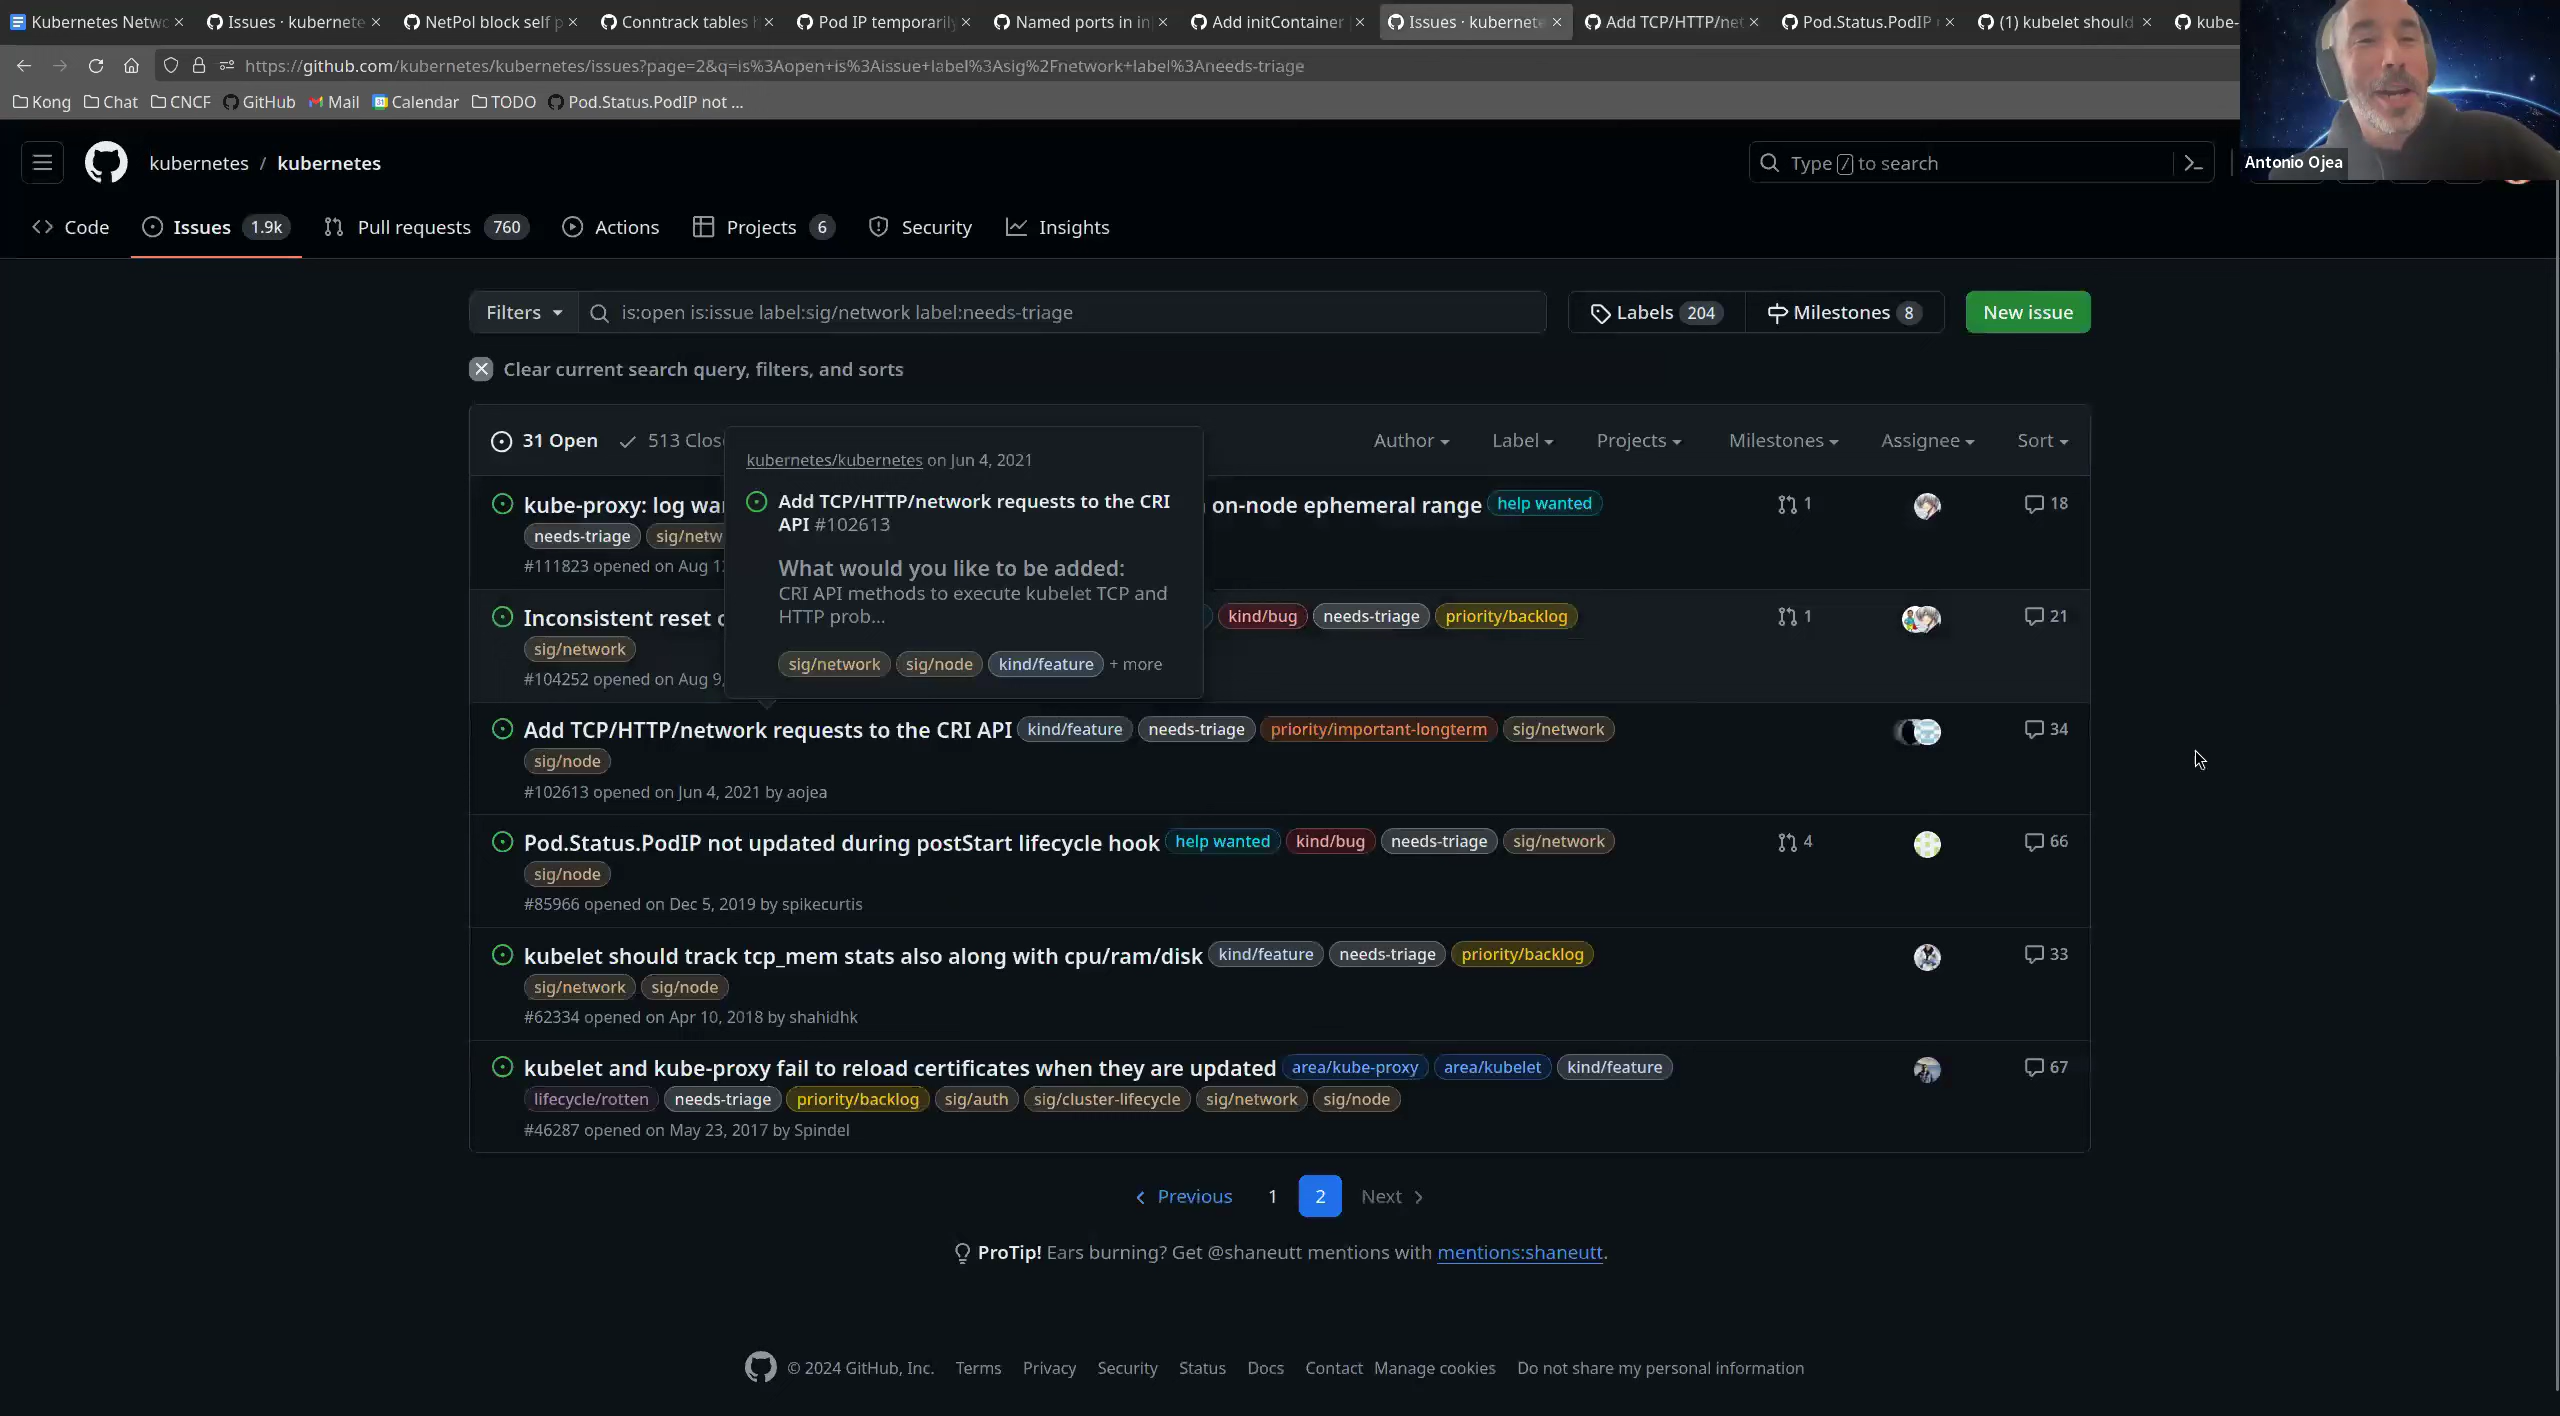 Kubernetes Netwo
Issues · kubernete
NetPol block self p
Conntrack tables h
Pod IP temporarily
Named ports in in
Add initContainer
Issues · kubernete
Add TCP/HTTP/net
Pod.Status.PodIP
(1) kubelet should
kube-
https://github.com/kubernetes/kubernetes/issues?page=2&q=is%3Aopen+is%3Aissue+label%3Asig%2Fnetwork+label%3Aneeds-triage
Kong Chat CNCF GitHub Mail Calendar TODO Pod.Status.PodIP not ...
Antonio Ojea
kubernetes / kubernetes
Type / to search
Code Issues 1.9k Pull requests 760 Actions Projects 6 Security Insights
Filters is:open is:issue label:sig/network label:needs-triage Labels 204 Milestones 8 New issue
Clear current search query, filters, and sorts
31 Open 513 Close Author Label Projects Milestones Assignee Sort
kubernetes/kubernetes on Jun 4, 2021
Add TCP/HTTP/network requests to the CRI
API #102613
What would you like to be added:
CRI API methods to execute kubelet TCP and
HTTP prob...
sig/network sig/node kind/feature + more
kube-proxy: log wa on-node ephemeral range help wanted 1 18
needs-triage sig/netw
#111823 opened on Aug 1
Inconsistent reset kind/bug needs-triage priority/backlog 1 21
sig/network
#104252 opened on Aug 9,
Add TCP/HTTP/network requests to the CRI API kind/feature needs-triage priority/important-longterm sig/network 34
sig/node
#102613 opened on Jun 4, 2021 by aojea
Pod.Status.PodIP not updated during postStart lifecycle hook help wanted kind/bug needs-triage sig/network 4 66
sig/node
#85966 opened on Dec 5, 2019 by spikecurtis
kubelet should track tcp_mem stats also along with cpu/ram/disk kind/feature needs-triage priority/backlog 33
sig/network sig/node
#62334 opened on Apr 10, 2018 by shahidhk
kubelet and kube-proxy fail to reload certificates when they are updated area/kube-proxy area/kubelet kind/feature 67
lifecycle/rotten needs-triage priority/backlog sig/auth sig/cluster-lifecycle sig/network sig/node
#46287 opened on May 23, 2017 by Spindel
Previous 1 2 Next
ProTip! Ears burning? Get @shaneutt mentions with mentions:shaneutt.
© 2024 GitHub, Inc. Terms Privacy Security Status Docs Contact Manage cookies Do not share my personal information